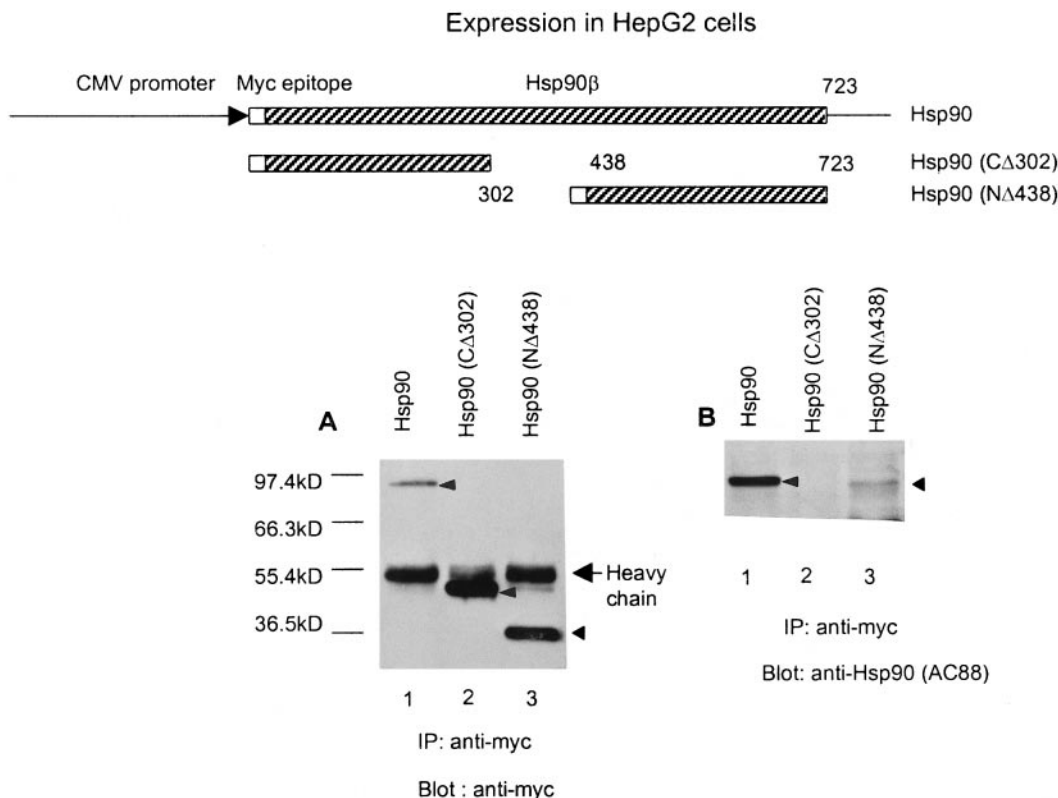 Expression in HepG2 cells
CMV promoter Myc epitope Hsp90β 723
Hsp90
438 723 Hsp90 (CΔ302)
302 Hsp90 (NΔ438)
A
Hsp90
Hsp90 (CΔ302)
Hsp90 (NΔ438)
97.4kD
66.3kD
55.4kD
36.5kD
Heavy
chain
1 2 3
IP: anti-myc
Blot : anti-myc
B
Hsp90
Hsp90 (CΔ302)
Hsp90 (NΔ438)
1 2 3
IP: anti-myc
Blot: anti-Hsp90 (AC88)